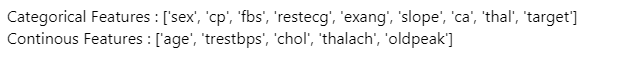 Categorical Features : ['sex', 'cp', 'fbs', 'restecg', 'exang', 'slope', 'ca', 'thal', 'target']
Continous Features : ['age', 'trestbps', 'chol', 'thalach', 'oldpeak']